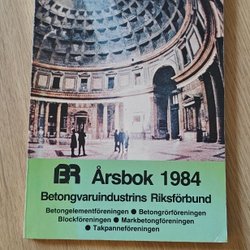 BR Årsbok 1984
Betongvaruindustrins Riksförbund
Betongelementföreningen ● Betongrörföreningen
Blockföreningen ● Markbetongföreningen
● Takpanneföreningen